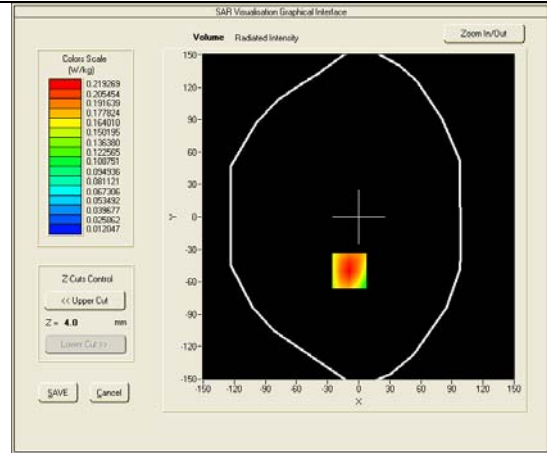 SAR Visualisation Graphical Interface
Volume Radiated Intensity
Zoom In/Out
Colors Scale
(W/kg)
0.219269
0.205454
0.191639
0.177824
0.164010
0.150195
0.136380
0.122565
0.108751
0.094936
0.081121
0.067306
0.053492
0.039677
0.025862
0.012047
Z-Cuts Control
<< Upper Cut
Z = 4.0 mm
Lower Cut >>
SAVE Cancel
150
120
90
60
30
0
-30
-60
-90
-120
-150
Y
-150 -120 -90 -60 -30 0 30 60 90 120 150
X